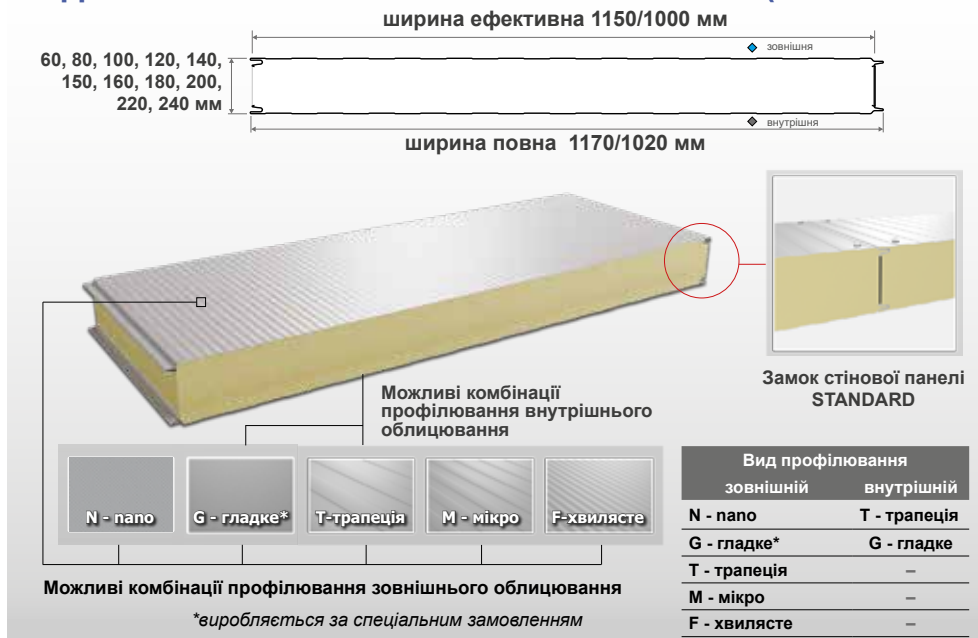 ширина ефективна 1150/1000 мм
зовнішня
60, 80, 100, 120, 140,
150, 160, 180, 200,
220, 240 мм
внутрішня
ширина повна 1170/1020 мм
Замок стінової панелі
STANDARD
Можливі комбінації
профілювання внутрішнього
облицювання
N - nano
G - гладке*
Т-трапеція
М - мікро
F-хвилясте
Можливі комбінації профілювання зовнішнього облицювання
*виробляється за спеціальним замовленням
Вид профілювання
зовнішній внутрішній
N - nano Т - трапеція
G - гладке* G - гладке
Т - трапеція –
М - мікро –
F - хвилясте –